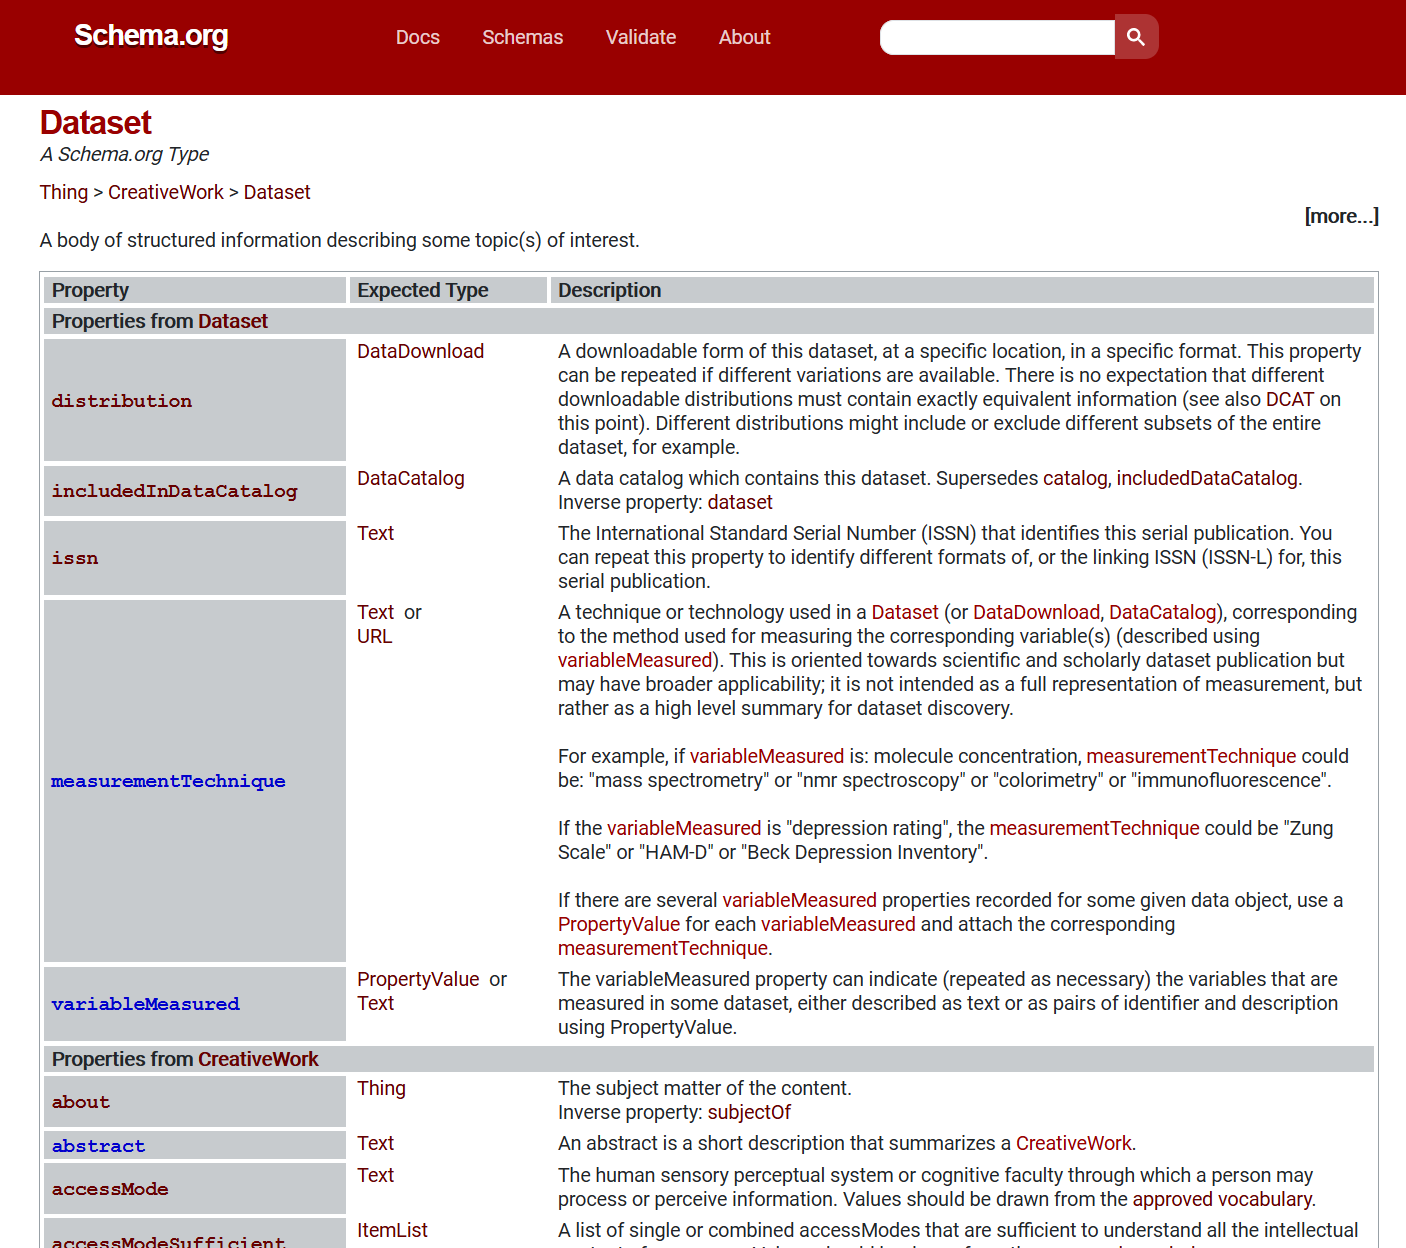 Schema.org
Docs Schemas Validate About
Dataset
A Schema.org Type
Thing > CreativeWork > Dataset
[more...]
A body of structured information describing some topic(s) of interest.
Property Expected Type Description
Properties from Dataset
distribution
DataDownload
A downloadable form of this dataset, at a specific location, in a specific format. This property
can be repeated if different variations are available. There is no expectation that different
downloadable distributions must contain exactly equivalent information (see also DCAT on
this point). Different distributions might include or exclude different subsets of the entire
dataset, for example.
includedInDataCatalog
DataCatalog
A data catalog which contains this dataset. Supersedes catalog, includedDataCatalog.
Inverse property: dataset
issn
Text
The International Standard Serial Number (ISSN) that identifies this serial publication. You
can repeat this property to identify different formats of, or the linking ISSN (ISSN-L) for, this
serial publication.
measurementTechnique
Text or
URL
A technique or technology used in a Dataset (or DataDownload, DataCatalog), corresponding
to the method used for measuring the corresponding variable(s) (described using
variableMeasured). This is oriented towards scientific and scholarly dataset publication but
may have broader applicability; it is not intended as a full representation of measurement, but
rather as a high level summary for dataset discovery.
For example, if variableMeasured is: molecule concentration, measurementTechnique could
be: "mass spectrometry" or "nmr spectroscopy" or "colorimetry" or "immunofluorescence".
If the variableMeasured is "depression rating", the measurementTechnique could be "Zung
Scale" or "HAM-D" or "Beck Depression Inventory".
If there are several variableMeasured properties recorded for some given data object, use a
PropertyValue for each variableMeasured and attach the corresponding
measurementTechnique.
variableMeasured
PropertyValue or
Text
The variableMeasured property can indicate (repeated as necessary) the variables that are
measured in some dataset, either described as text or as pairs of identifier and description
using PropertyValue.
Properties from CreativeWork
about
Thing
The subject matter of the content.
Inverse property: subjectOf
abstract
Text
An abstract is a short description that summarizes a CreativeWork.
accessMode
Text
The human sensory perceptual system or cognitive faculty through which a person may
process or perceive information. Values should be drawn from the approved vocabulary.
accessModeSufficient
ItemList
A list of single or combined accessModes that are sufficient to understand all the intellectual